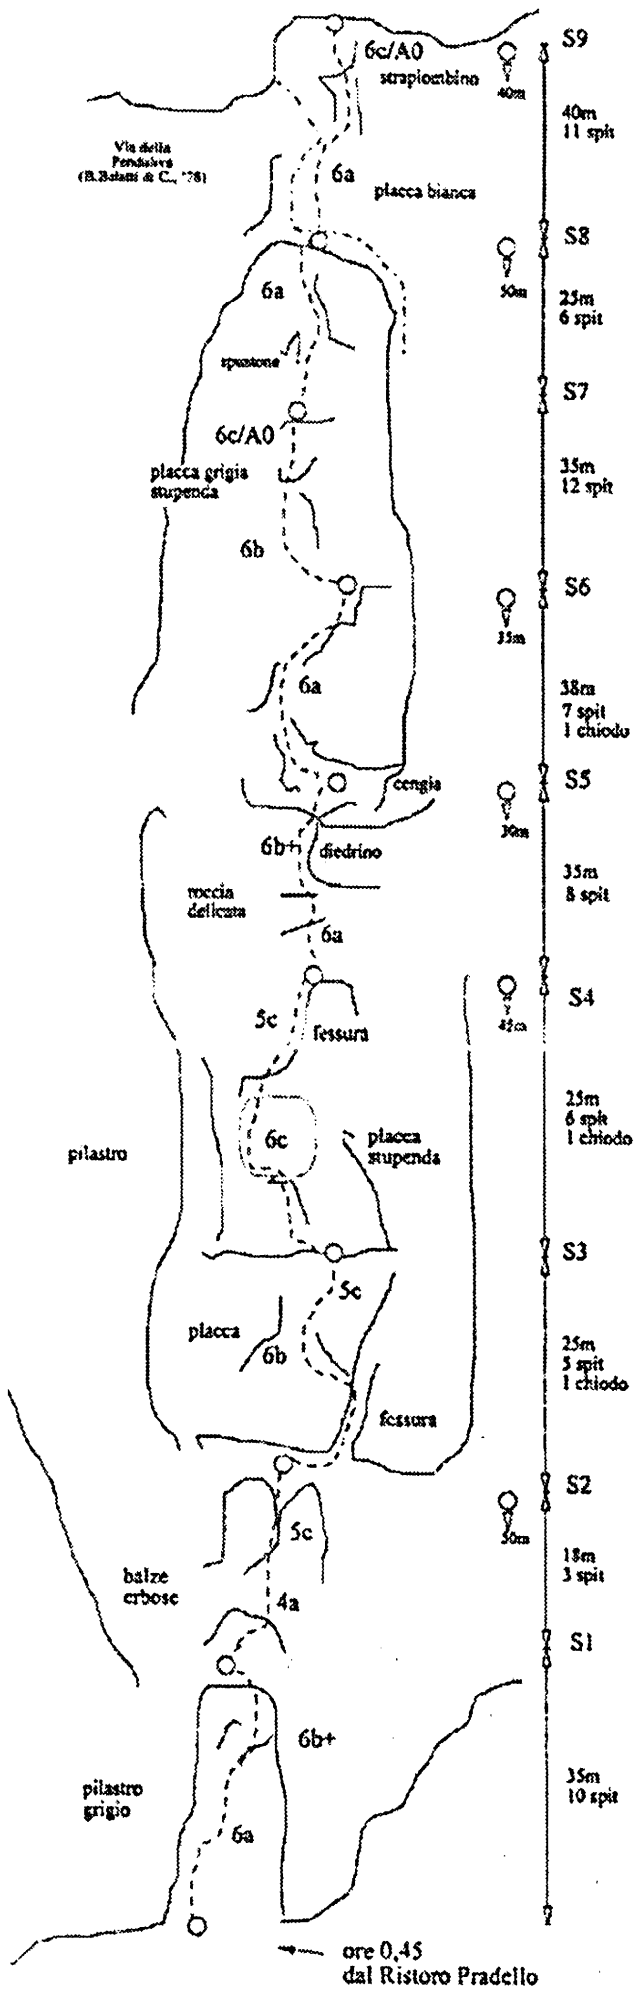 S9
6c/A0
strapiombino
40m
40m
11 spit
Via della
(B.Balatti & C., '78)
6a
placca bianca
S8
50m
6a
25m
6 spit
spuntone
S7
6c/A0
placca grigia
stupenda
35m
12 spit
6b
S6
35m
6a
38m
7 spit
1 chiodo
S5
cengia
30m
6b+
diedrino
35m
8 spit
roccia
delicata
6a
S4
5c
fessura
25m
6 spit
1 chiodo
6c
placca
stupenda
pilastro
S3
5c
placca
6b
25m
5 spit
1 chiodo
fessura
S2
50m
5c
18m
3 spit
balze
erbose
4a
S1
6b+
35m
10 spit
pilastro
grigio
6a
ore 0,45
dal Ristoro Pradello